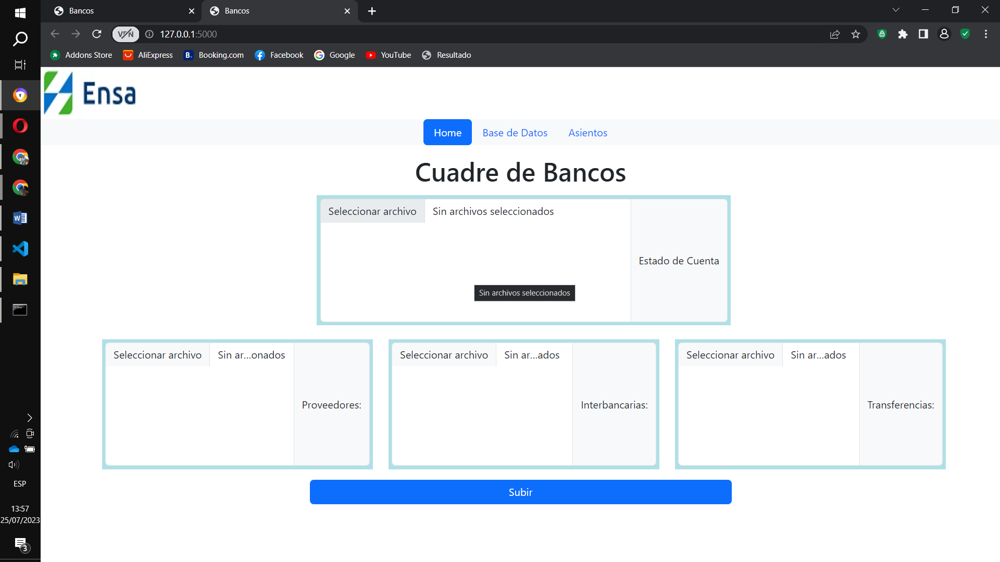 Bancos
Bancos
VPN
127.0.0.1:5000
Addons Store
AliExpress
B. Booking.com
Facebook
Google
YouTube
Resultado
Ensa
Home
Base de Datos
Asientos
Cuadre de Bancos
Seleccionar archivo
Sin archivos seleccionados
Estado de Cuenta
Sin archivos seleccionados
Seleccionar archivo
Sin ar...onados
Proveedores:
Seleccionar archivo
Sin ar...ados
Interbancarias:
Seleccionar archivo
Sin ar...ados
Transferencias:
Subir
W
ESP
13:57
25/07/2023
3